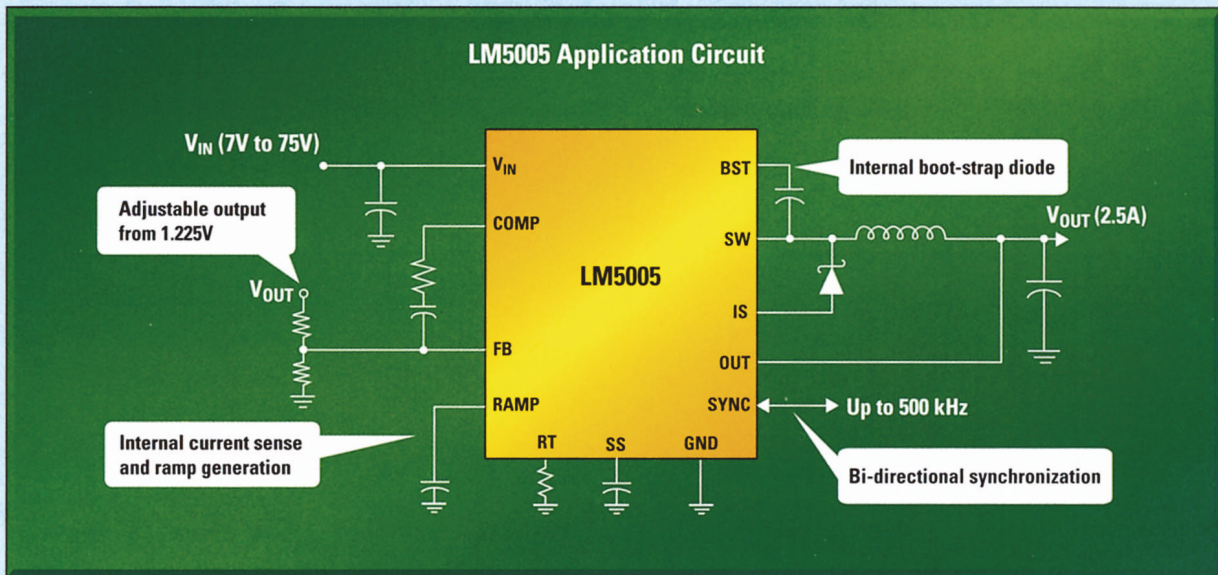 LM5005 Application Circuit
VIN (7V to 75V)
Adjustable output
from 1.225V
VOUT
Internal current sense
and ramp generation
VIN
COMP
FB
RAMP
RT
SS
GND
LM5005
BST
SW
IS
OUT
SYNC
Internal boot-strap diode
VOUT (2.5A)
Up to 500 kHz
Bi-directional synchronization